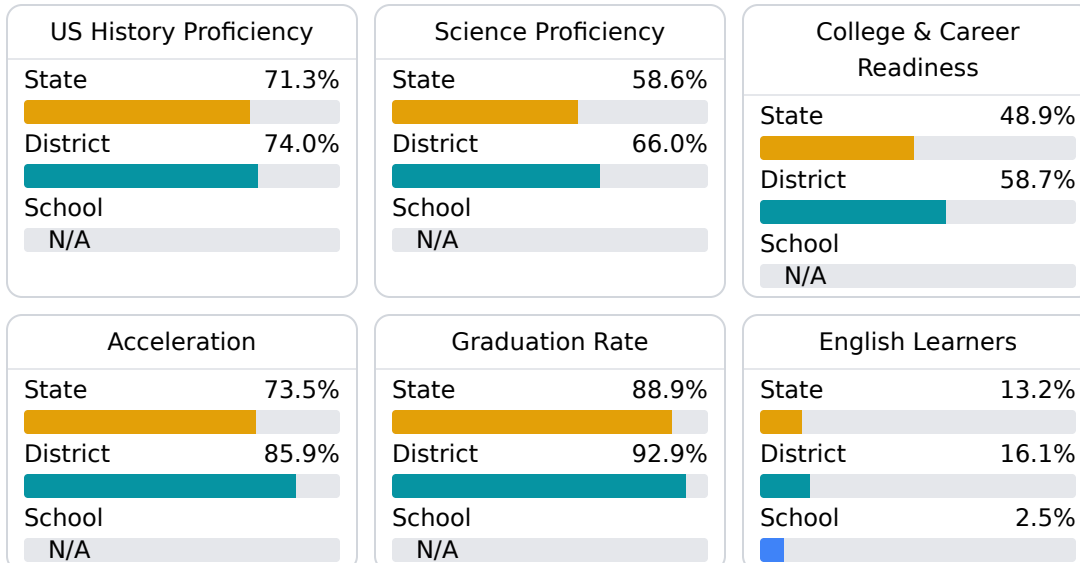 US History Proficiency
State 71.3%
District 74.0%
School
N/A
Science Proficiency
State 58.6%
District 66.0%
School
N/A
College & Career
Readiness
State 48.9%
District 58.7%
School
N/A
Acceleration
State 73.5%
District 85.9%
School
N/A
Graduation Rate
State 88.9%
District 92.9%
School
N/A
English Learners
State 13.2%
District 16.1%
School 2.5%